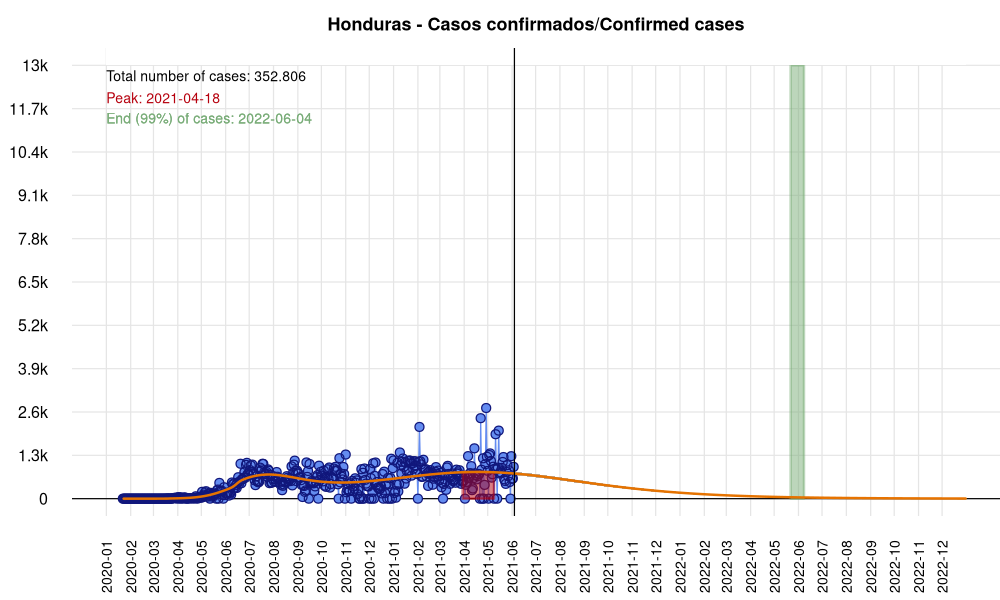 Honduras - Casos confirmados/Confirmed cases
Total number of cases: 352.806
Peak: 2021-04-18
End (99%) of cases: 2022-06-04
13k
11.7k
10.4k
9.1k
7.8k
6.5k
5.2k
3.9k
2.6k
1.3k
0
2020-01
2020-02
2020-03
2020-04
2020-05
2020-06
2020-07
2020-08
2020-09
2020-10
2020-11
2020-12
2021-01
2021-02
2021-03
2021-04
2021-05
2021-06
2021-07
2021-08
2021-09
2021-10
2021-11
2021-12
2022-01
2022-02
2022-03
2022-04
2022-05
2022-06
2022-07
2022-08
2022-09
2022-10
2022-11
2022-12